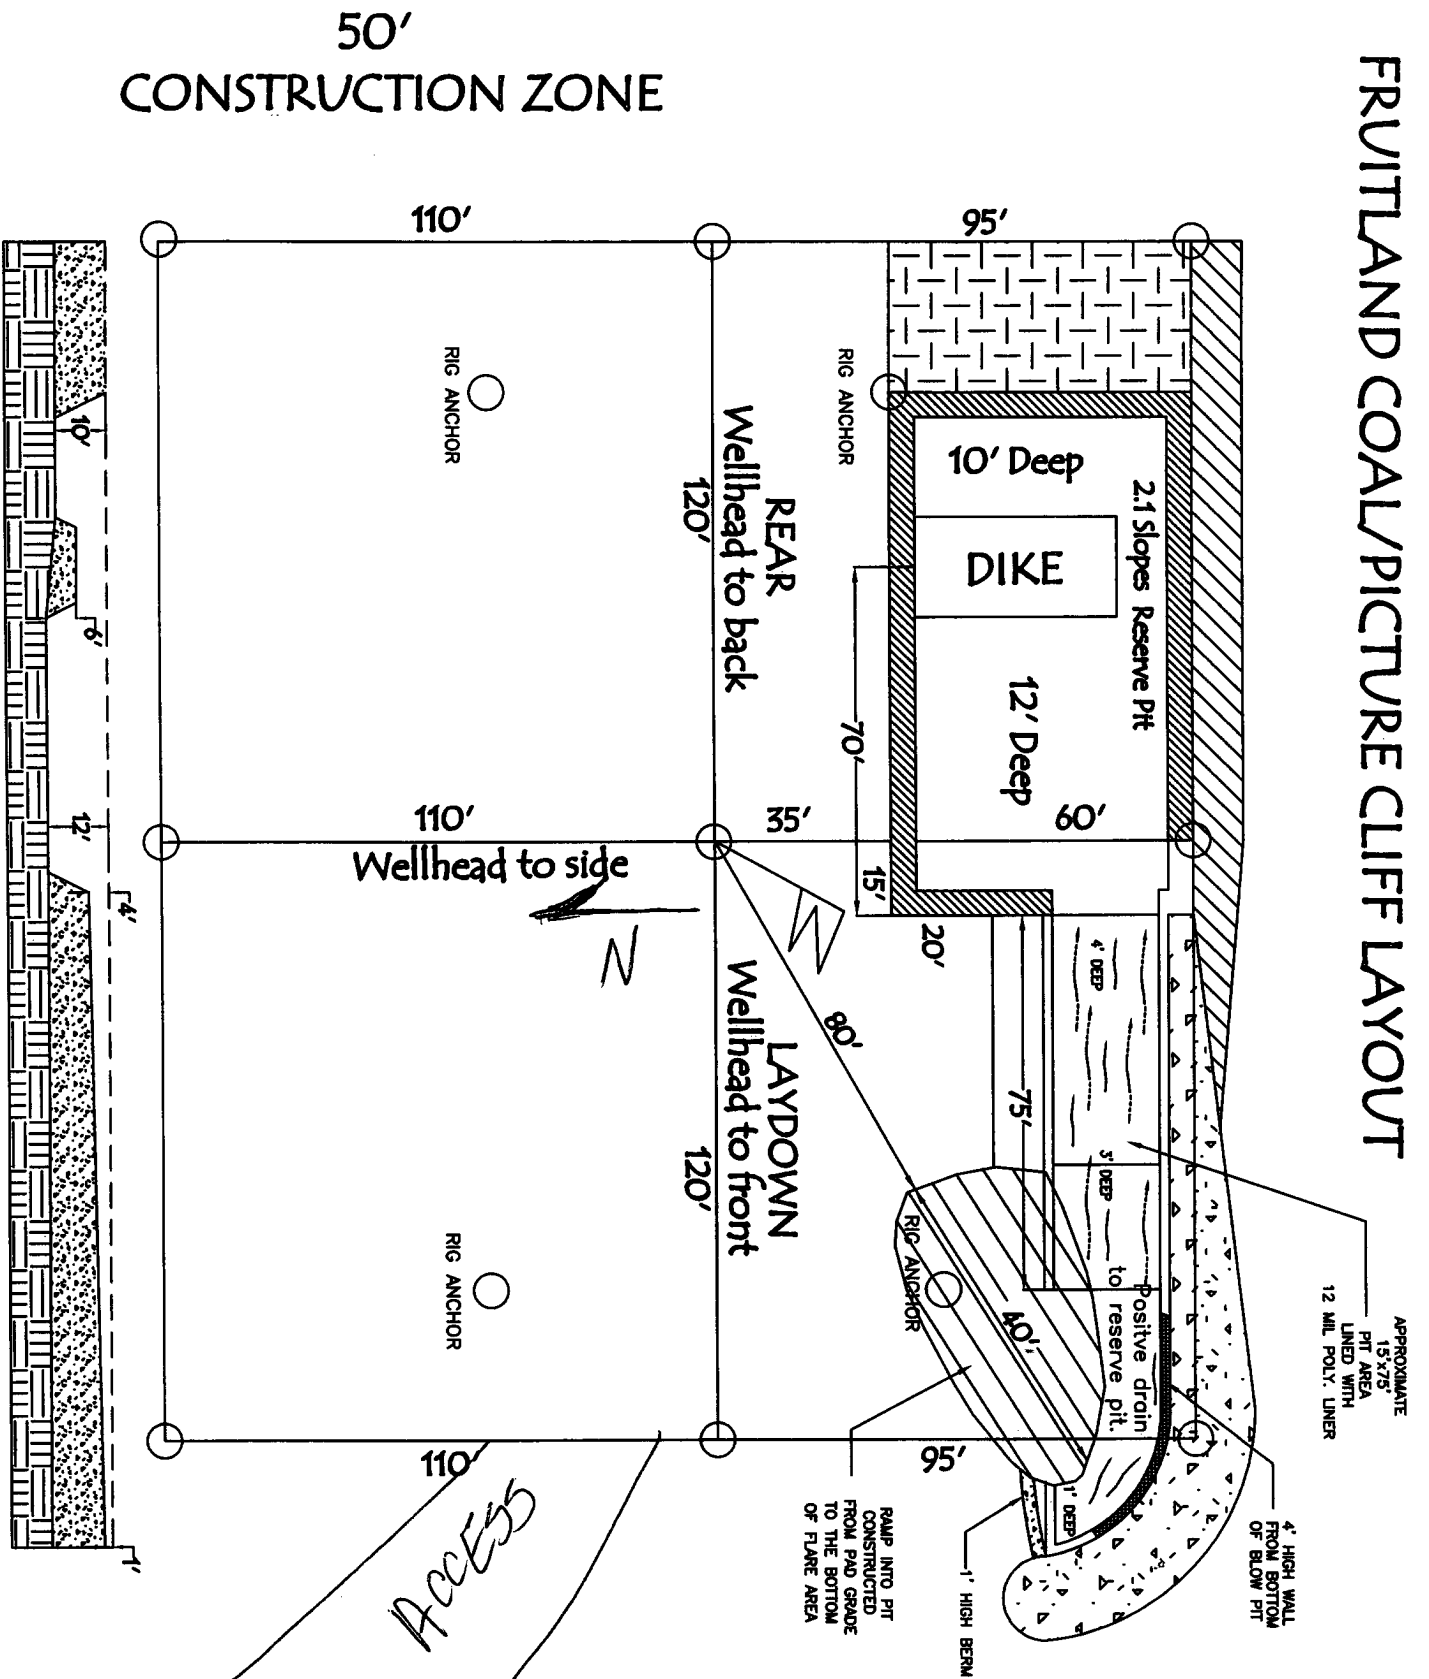 FRUITLAND COAL/PICTURE CLIFF LAYOUT
50'
CONSTRUCTION ZONE
110'
95'
RIG ANCHOR
RIG ANCHOR
10' Deep
2.1 Slopes Reserve Pit
DIKE
12' Deep
REAR
Wellhead to back
120'
70'
110'
Wellhead to side
35'
60'
15'
20'
N
W
80'
LAYDOWN
Wellhead to front
120'
75'
4' DEEP
3' DEEP
Positve drain
to reserve pit.
40'
RIG ANCHOR
RIG ANCHOR
1' DEEP
110'
95'
ACCESS
APPROXIMATE
15'x75'
PIT AREA
LINED WITH
12 MIL POLY. LINER
4' HIGH WALL
FROM BOTTOM
OF BLOW PIT
RAMP INTO PIT
CONSTRUCTED
FROM PAD GRADE
TO THE BOTTOM
OF FLARE AREA
1' HIGH BERM
10'
6'
12'
4'
1'